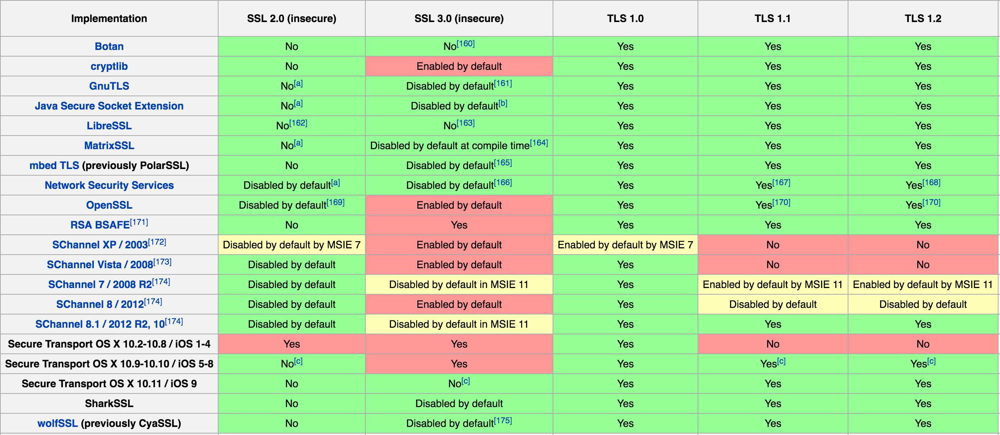 Implementation SSL 2.0 (insecure) SSL 3.0 (insecure) TLS 1.0 TLS 1.1 TLS 1.2
Botan No No[160] Yes Yes Yes
cryptlib No Enabled by default Yes Yes Yes
GnuTLS No[a] Disabled by default[161] Yes Yes Yes
Java Secure Socket Extension No[a] Disabled by default[b] Yes Yes Yes
LibreSSL No[162] No[163] Yes Yes Yes
MatrixSSL No[a] Disabled by default at compile time[164] Yes Yes Yes
mbed TLS (previously PolarSSL) No Disabled by default[165] Yes Yes Yes
Network Security Services Disabled by default[a] Disabled by default[166] Yes Yes[167] Yes[168]
OpenSSL Disabled by default[169] Enabled by default Yes Yes[170] Yes[170]
RSA BSAFE[171] No Yes Yes Yes Yes
SChannel XP / 2003[172] Disabled by default by MSIE 7 Enabled by default Enabled by default by MSIE 7 No No
SChannel Vista / 2008[173] Disabled by default Enabled by default Yes No No
SChannel 7 / 2008 R2[174] Disabled by default Disabled by default in MSIE 11 Yes Enabled by default by MSIE 11 Enabled by default by MSIE 11
SChannel 8 / 2012[174] Disabled by default Enabled by default Yes Disabled by default Disabled by default
SChannel 8.1 / 2012 R2, 10[174] Disabled by default Disabled by default in MSIE 11 Yes Yes Yes
Secure Transport OS X 10.2-10.8 / iOS 1-4 Yes Yes Yes No No
Secure Transport OS X 10.9-10.10 / iOS 5-8 No[c] Yes Yes Yes[c] Yes[c]
Secure Transport OS X 10.11 / iOS 9 No No[c] Yes Yes Yes
SharkSSL No Disabled by default Yes Yes Yes
wolfSSL (previously CyaSSL) No Disabled by default[175] Yes Yes Yes